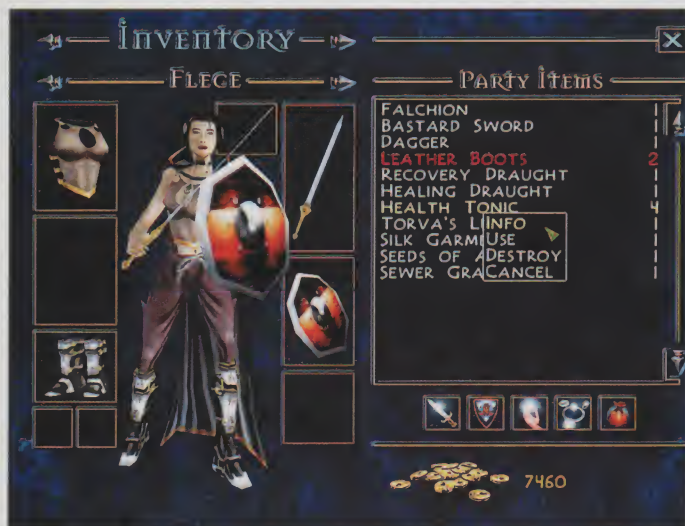 INVENTORY
X
FLEGE
PARTY ITEMS
FALCHION 1
BASTARD SWORD 1
DAGGER 1
LEATHER BOOTS 2
RECOVERY DRAUGHT 1
HEALING DRAUGHT 1
HEALTH TONIC 4
TORVA'S L 1
SILK GARM 1
SEEDS OF A 1
SEWER GRA 1
INFO
USE
DESTROY
CANCEL
7460